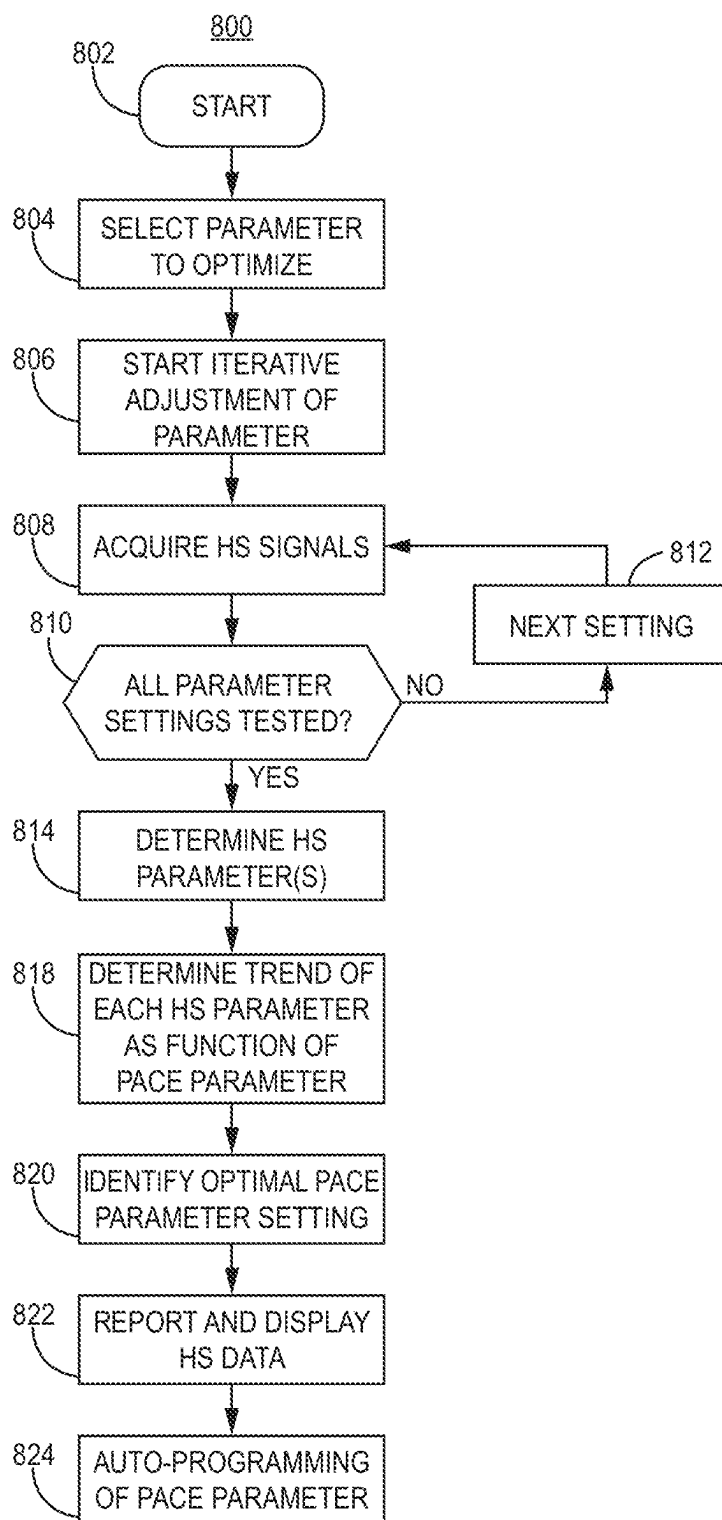 800
802
START
804
SELECT PARAMETER
TO OPTIMIZE
806
START ITERATIVE
ADJUSTMENT OF
PARAMETER
808
ACQUIRE HS SIGNALS
812
NEXT SETTING
810
ALL PARAMETER
SETTINGS TESTED?
NO
YES
814
DETERMINE HS
PARAMETER(S)
818
DETERMINE TREND OF
EACH HS PARAMETER
AS FUNCTION OF
PACE PARAMETER
820
IDENTIFY OPTIMAL PACE
PARAMETER SETTING
822
REPORT AND DISPLAY
HS DATA
824
AUTO-PROGRAMMING
OF PACE PARAMETER